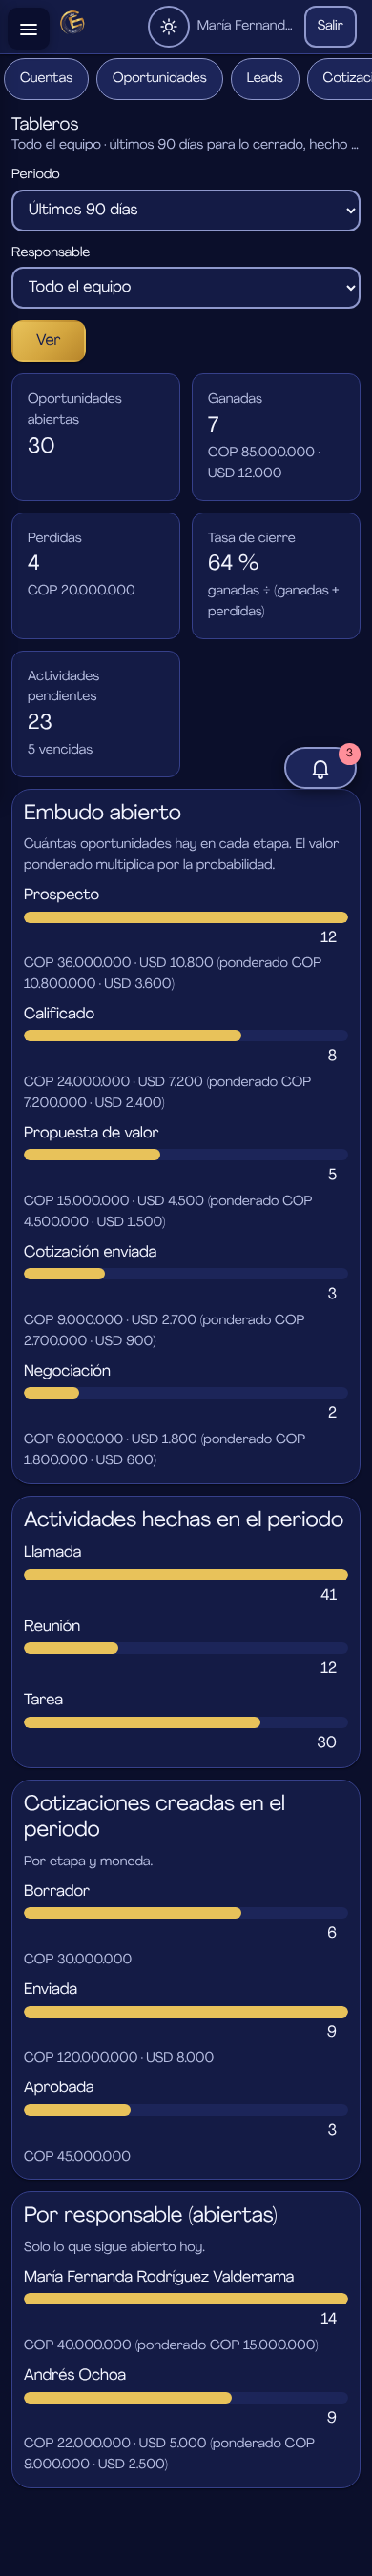 María Fernand...
Salir
Cuentas
Oportunidades
Leads
Tableros
Todo el equipo · últimos 90 días para lo cerrado, hecho ...
Periodo
Últimos 90 días
Responsable
Todo el equipo
Ver
Oportunidades
abiertas
30
Ganadas
7
COP 85.000.000 ·
USD 12.000
Perdidas
4
COP 20.000.000
Tasa de cierre
64 %
ganadas ÷ (ganadas +
perdidas)
Actividades
pendientes
23
5 vencidas
3
Embudo abierto
Cuántas oportunidades hay en cada etapa. El valor
ponderado multiplica por la probabilidad.
Prospecto
12
COP 36.000.000 · USD 10.800 (ponderado COP
10.800.000 · USD 3.600)
Calificado
8
COP 24.000.000 · USD 7.200 (ponderado COP
7.200.000 · USD 2.400)
Propuesta de valor
5
COP 15.000.000 · USD 4.500 (ponderado COP
4.500.000 · USD 1.500)
Cotización enviada
3
COP 9.000.000 · USD 2.700 (ponderado COP
2.700.000 · USD 900)
Negociación
2
COP 6.000.000 · USD 1.800 (ponderado COP
1.800.000 · USD 600)
Actividades hechas en el periodo
Llamada
41
Reunión
12
Tarea
30
Cotizaciones creadas en el
periodo
Por etapa y moneda.
Borrador
6
COP 30.000.000
Enviada
9
COP 120.000.000 · USD 8.000
Aprobada
3
COP 45.000.000
Por responsable (abiertas)
Solo lo que sigue abierto hoy.
María Fernanda Rodríguez Valderrama
14
COP 40.000.000 (ponderado COP 15.000.000)
Andrés Ochoa
9
COP 22.000.000 · USD 5.000 (ponderado COP
9.000.000 · USD 2.500)